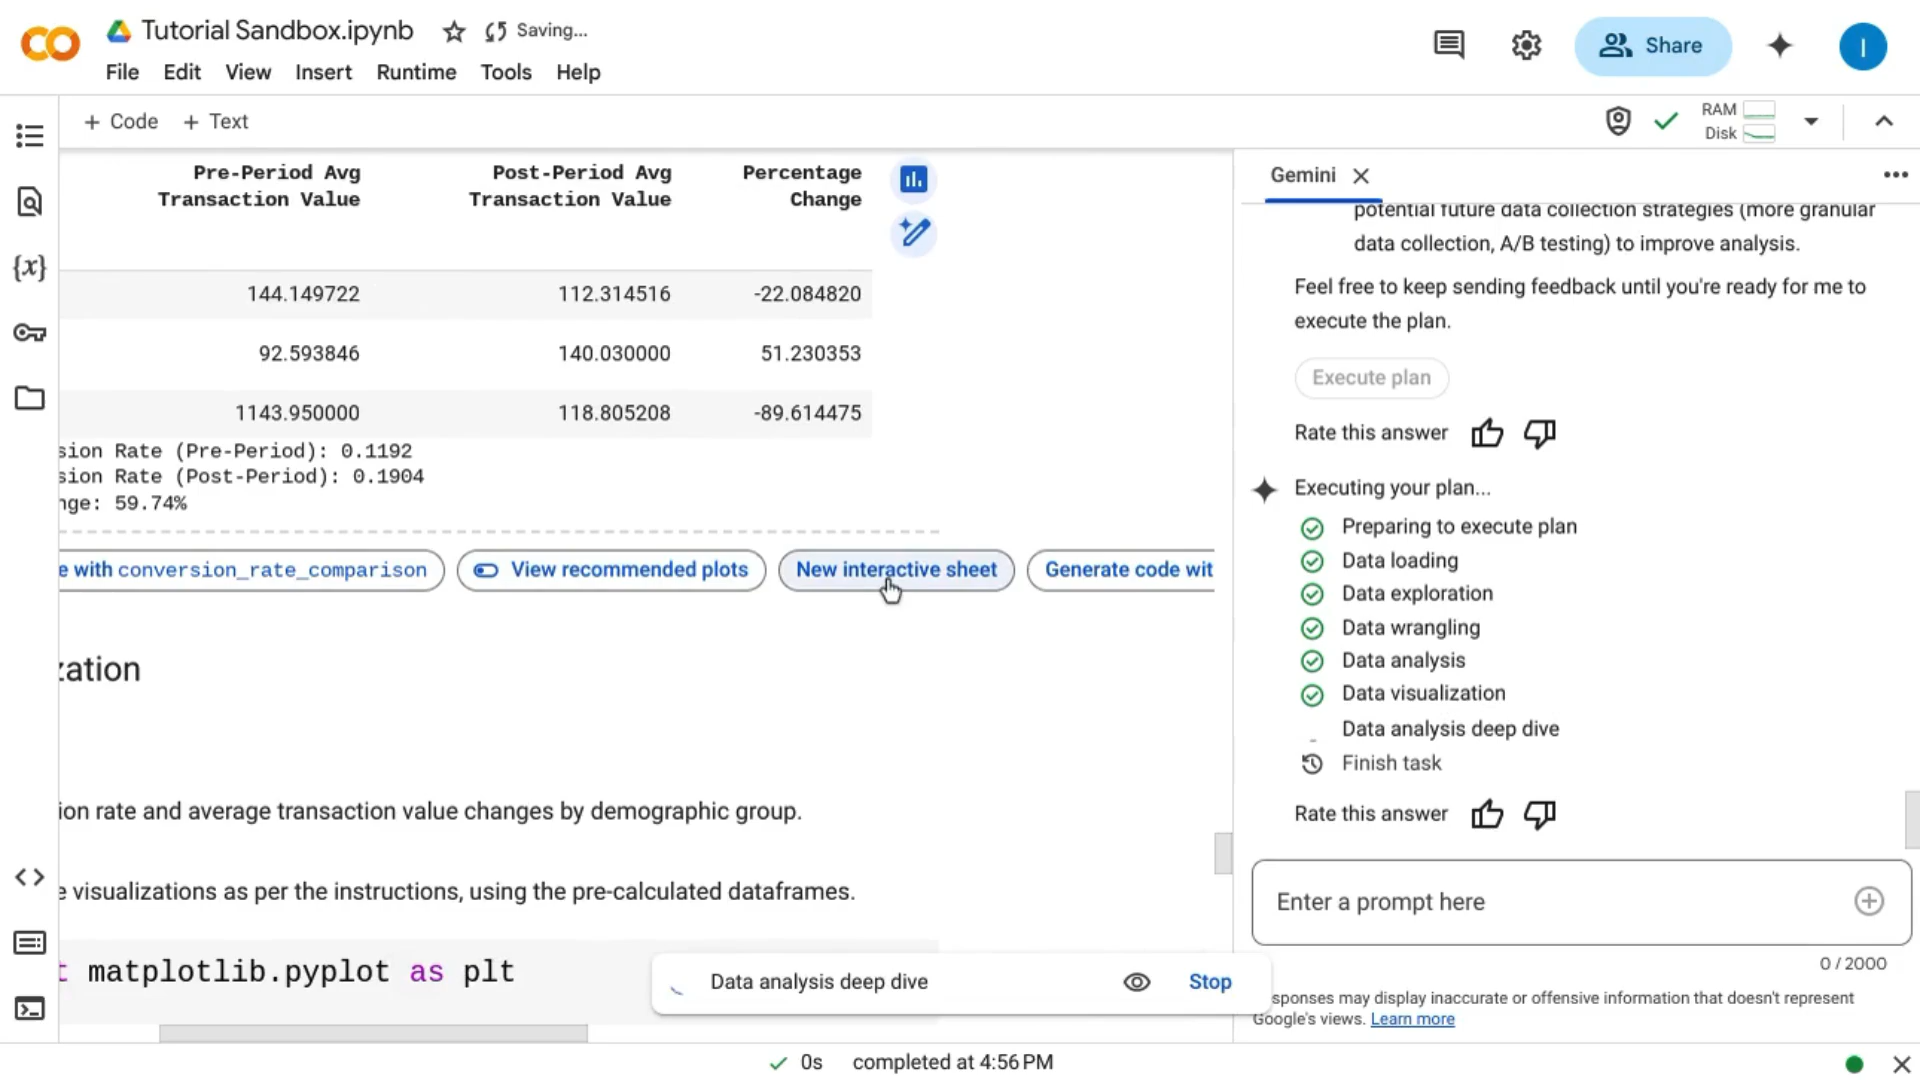 Tutorial Sandbox.ipynb
Saving...
File Edit View Insert Runtime Tools Help
Share
I
+ Code + Text
RAM
Disk
Pre-Period Avg Transaction Value
Post-Period Avg Transaction Value
Percentage Change
144.149722 112.314516 -22.084820
92.593846 140.030000 51.230353
1143.950000 118.805208 -89.614475
sion Rate (Pre-Period): 0.1192
sion Rate (Post-Period): 0.1904
nge: 59.74%
e with conversion_rate_comparison
View recommended plots
New interactive sheet
Generate code wit
zation
ion rate and average transaction value changes by demographic group.
e visualizations as per the instructions, using the pre-calculated dataframes.
t matplotlib.pyplot as plt
Data analysis deep dive
Stop
Gemini
potential future data collection strategies (more granular
data collection, A/B testing) to improve analysis.
Feel free to keep sending feedback until you're ready for me to
execute the plan.
Execute plan
Rate this answer
Executing your plan...
Preparing to execute plan
Data loading
Data exploration
Data wrangling
Data analysis
Data visualization
Data analysis deep dive
Finish task
Rate this answer
Enter a prompt here
0 / 2000
sponses may display inaccurate or offensive information that doesn't represent
Google's views. Learn more
0s completed at 4:56 PM